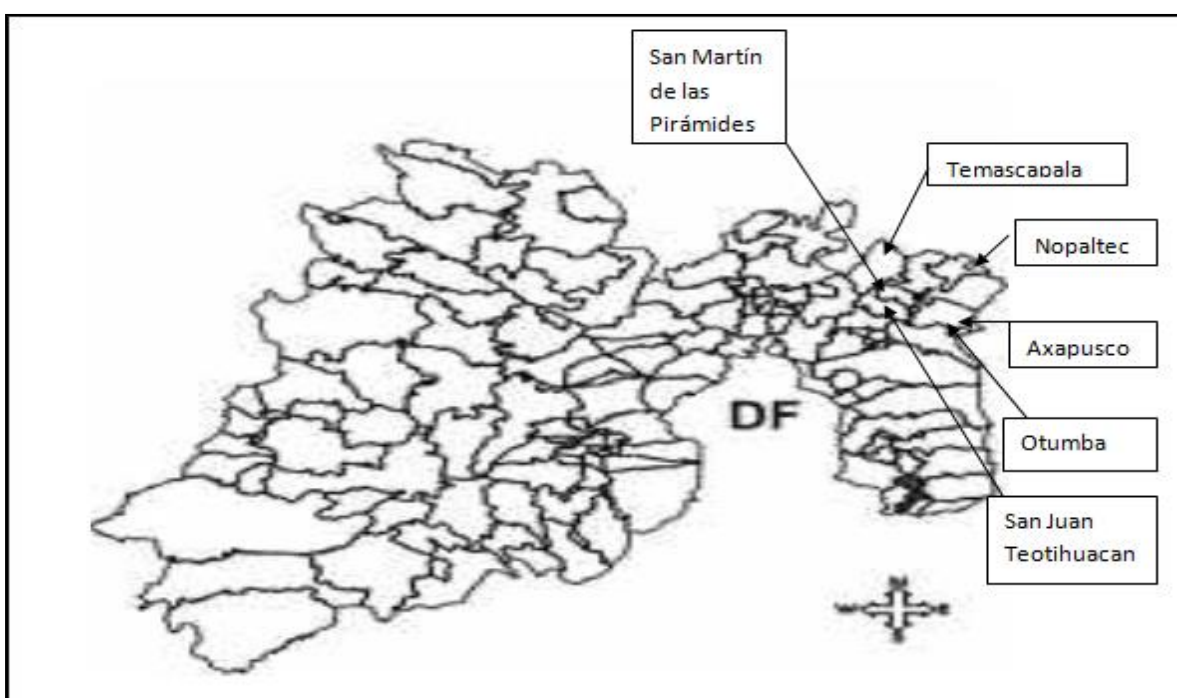 San Martín
de las
Pirámides
Temascapala
Nopaltec
Axapusco
DF
Otumba
San Juan
Teotihuacan
N
W E
S